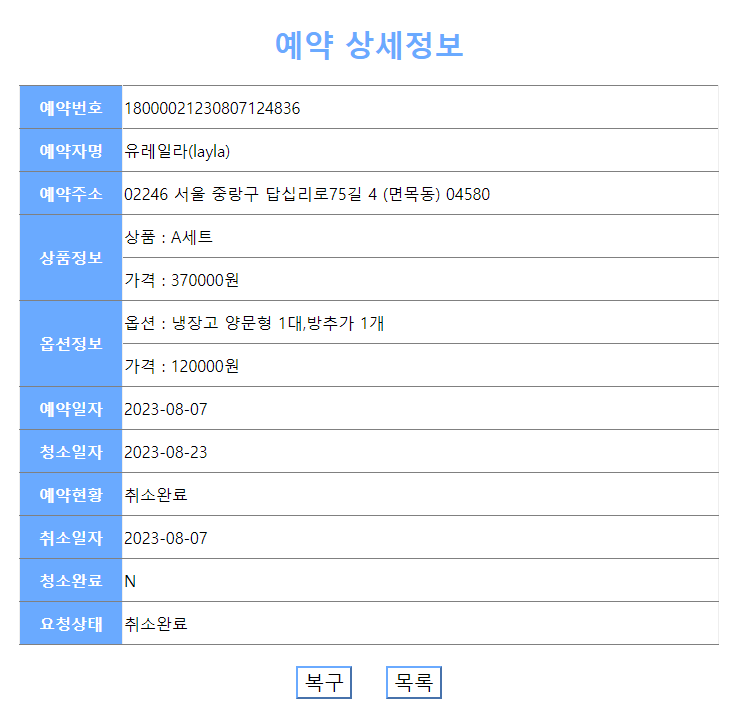 예약 상세정보
예약번호 18000021230807124836
예약자명 유레일라(layla)
예약주소 02246 서울 중랑구 답십리로75길 4 (면목동) 04580
상품정보
상품 : A세트
가격 : 370000원
옵션정보
옵션 : 냉장고 양문형 1대,방추가 1개
가격 : 120000원
예약일자 2023-08-07
청소일자 2023-08-23
예약현황 취소완료
취소일자 2023-08-07
청소완료 N
요청상태 취소완료
복구 목록